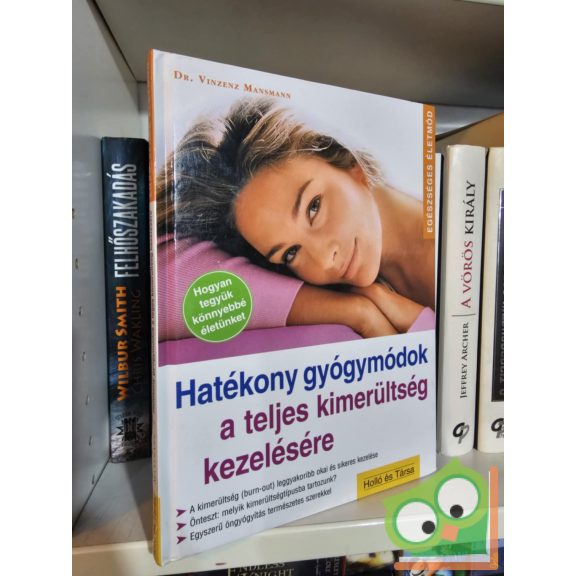 DR. VINZENZ MANSMANN
EGÉSZSÉGES ÉLETMÓD
Hogyan
tegyük
könnyebbé
életünket
Hatékony gyógymódok
a teljes kimerültség
kezelésére
A kimerültség (burn-out) leggyakoribb okai és sikeres kezelése
Önteszt: melyik kimerültségtípusba tartozunk?
Egyszerű öngyógyítás természetes szerekkel
Holló és Társa
WILBUR SMITH
FELHŐSZAKADÁS
JEFFREY ARCHER
A VÖRÖS KIRÁLY